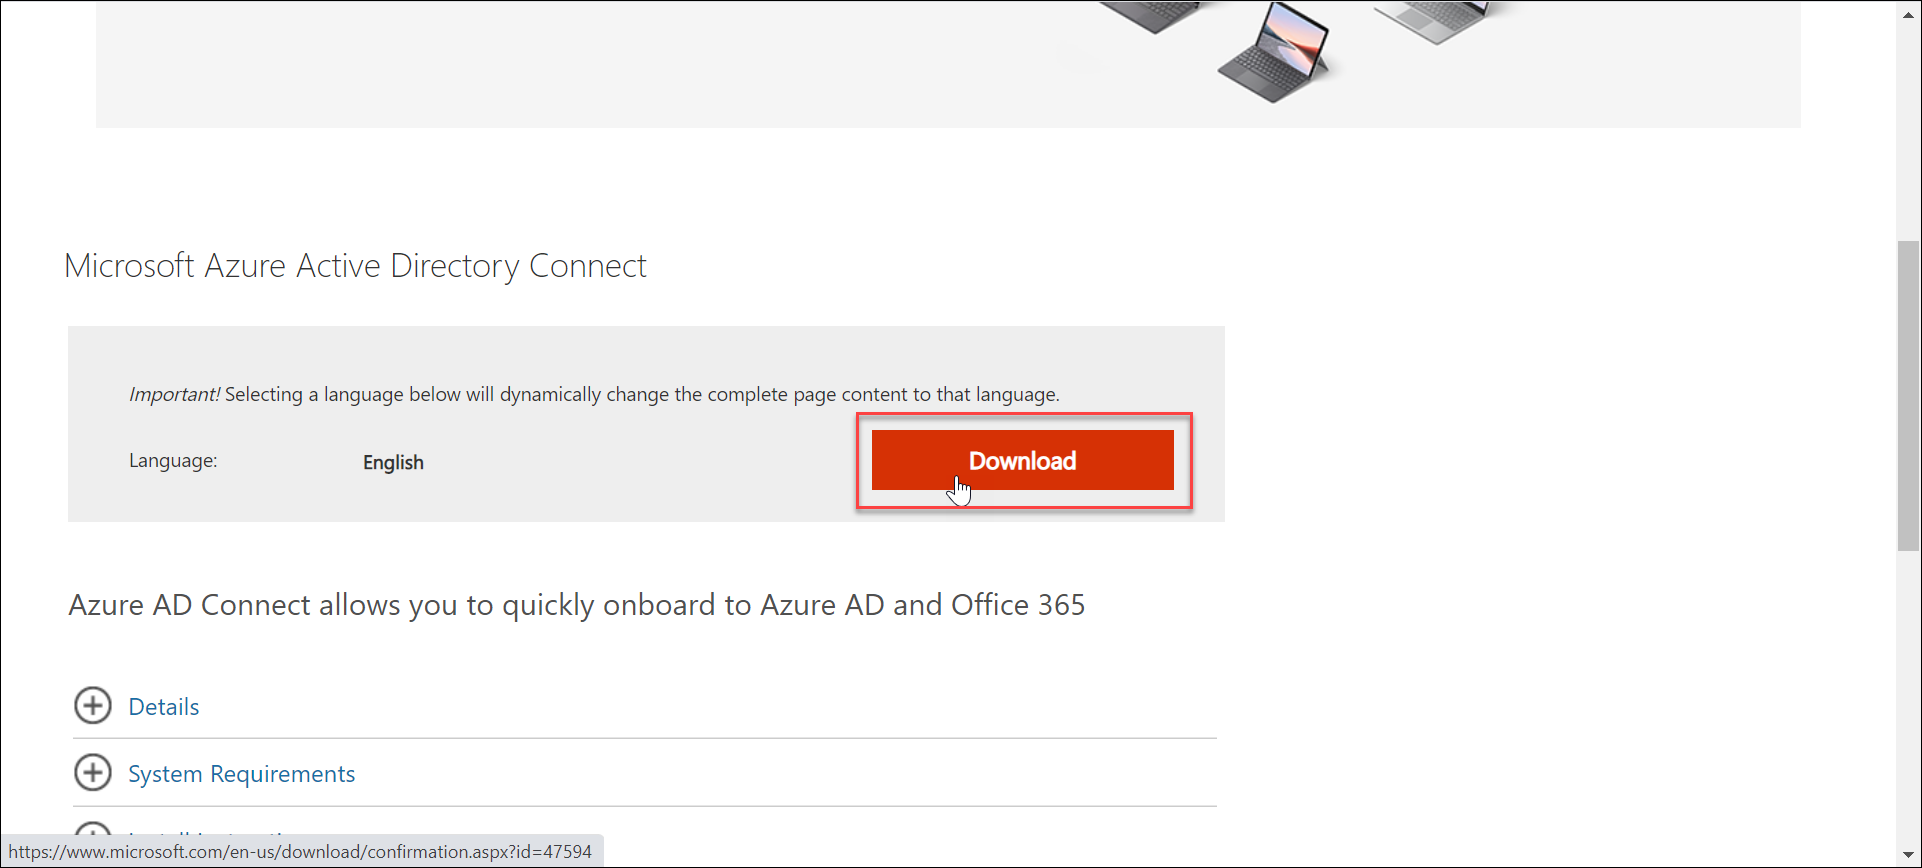 Microsoft Azure Active Directory Connect
Important! Selecting a language below will dynamically change the complete page content to that language.
Language:
English
Download
Azure AD Connect allows you to quickly onboard to Azure AD and Office 365
Details
System Requirements
https://www.microsoft.com/en-us/download/confirmation.aspx?id=47594